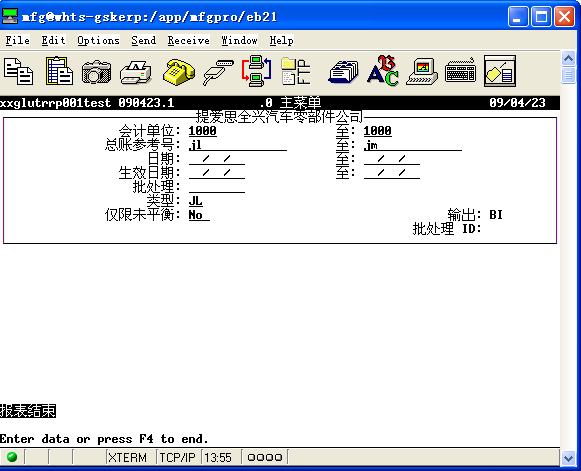 mfg@whts-gskerp:/app/mfgpro/eb21
File Edit Options Send Receive Window Help
xxglutrrp001test 090423.1 .0 主菜单 09/04/23
提爱思全兴汽车零部件公司
会计单位: 1000 至: 1000
总账参考号: jl 至: jm
日期: / / 至: / /
生效日期: / / 至: / /
批处理:
类型: JL
仅限未平衡: No 输出: BI
批处理 ID:
报表结束
Enter data or press F4 to end.
XTERM TCP/IP 13:55